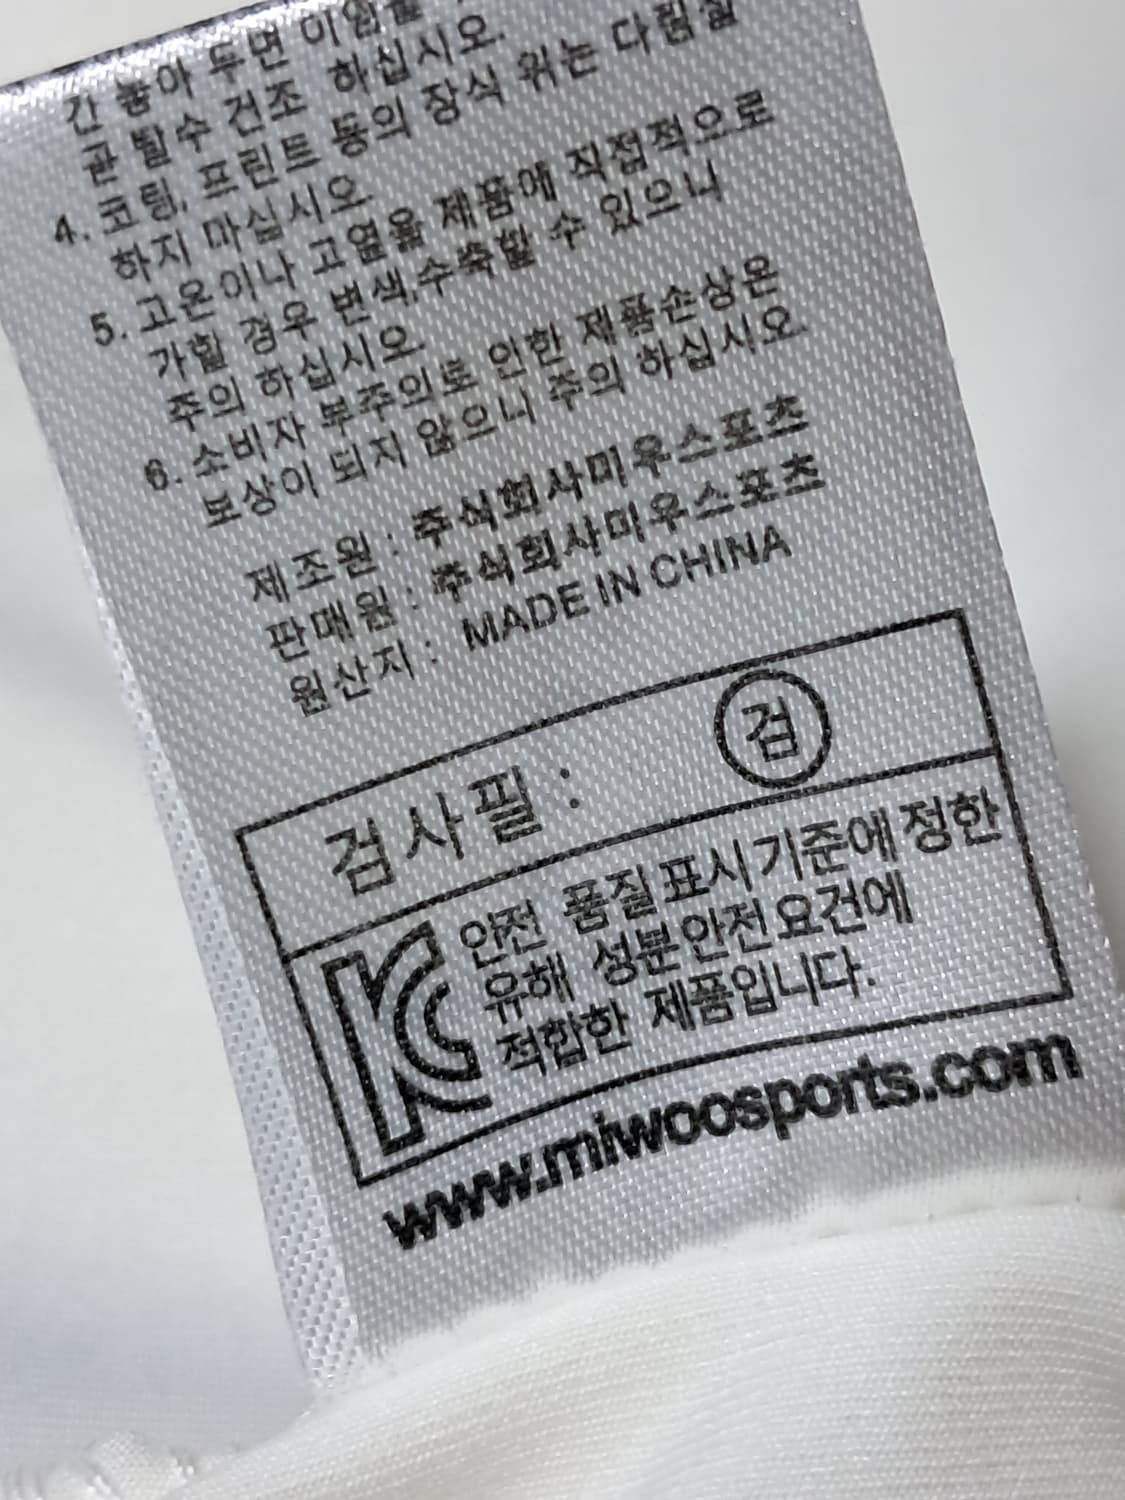 간 놓아 두면 이염될
곧 탈수 건조 하십시오.
4. 코팅, 프린트 등의 장식 위는 다림질
하지 마십시오.
5. 고온이나 고열을 제품에 직접적으로
가할 경우 변색,수축할 수 있으니
주의 하십시오.
6. 소비자 부주의로 인한 제품손상은
보상이 되지 않으니 주의 하십시오.
제조원 : 주식회사미우스포츠
판매원 : 주식회사미우스포츠
원산지 : MADE IN CHINA
검사필 : 검
안전 품질 표시기준에 정한
유해 성분안전요건에
적합한 제품입니다.
www.miwoosports.com